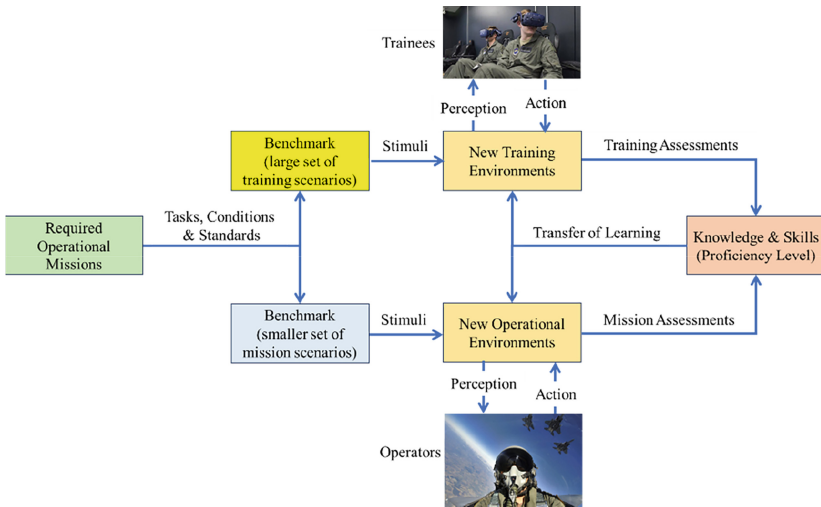 Trainees
Perception
Action
Benchmark
(large set of
training scenarios)
Stimuli
New Training
Environments
Training Assessments
Required
Operational
Missions
Tasks, Conditions
& Standards
Transfer of Learning
Knowledge & Skills
(Proficiency Level)
Benchmark
(smaller set of
mission scenarios)
Stimuli
New Operational
Environments
Mission Assessments
Perception
Action
Operators